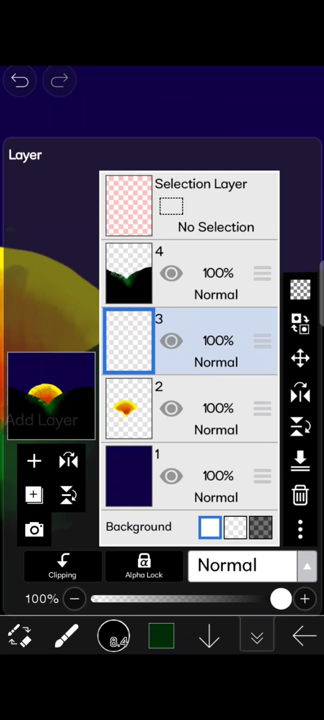 Layer
Selection Layer
No Selection
4
100%
Normal
3
100%
Normal
2
100%
Normal
1
100%
Normal
Add Layer
Background
Clipping
Alpha Lock
Normal
100%
8.4